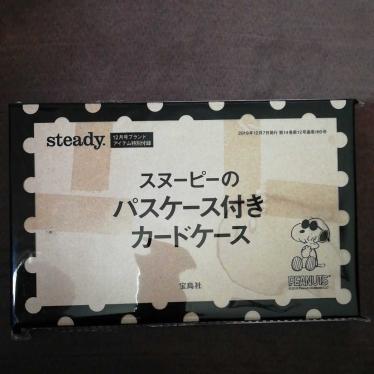 steady.
12月号ブランド
アイテム特別付録
2019年12月7日発行 第14巻第12号通巻160号
スヌーピーの
パスケース付き
カードケース
PEANUTS
宝島社